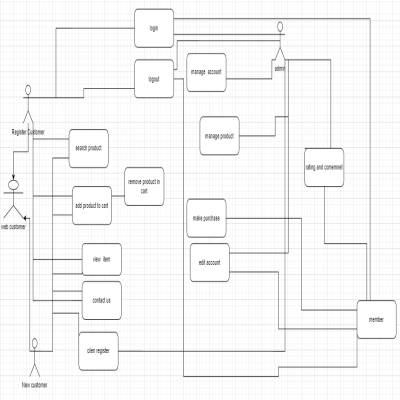 login
logout
manage account
admin
Register Customer
manage product
search product
rating and comemnet
remove product in
cart
add product to cart
make purchase
web customer
view item
edit account
contact us
member
clien register
New customer